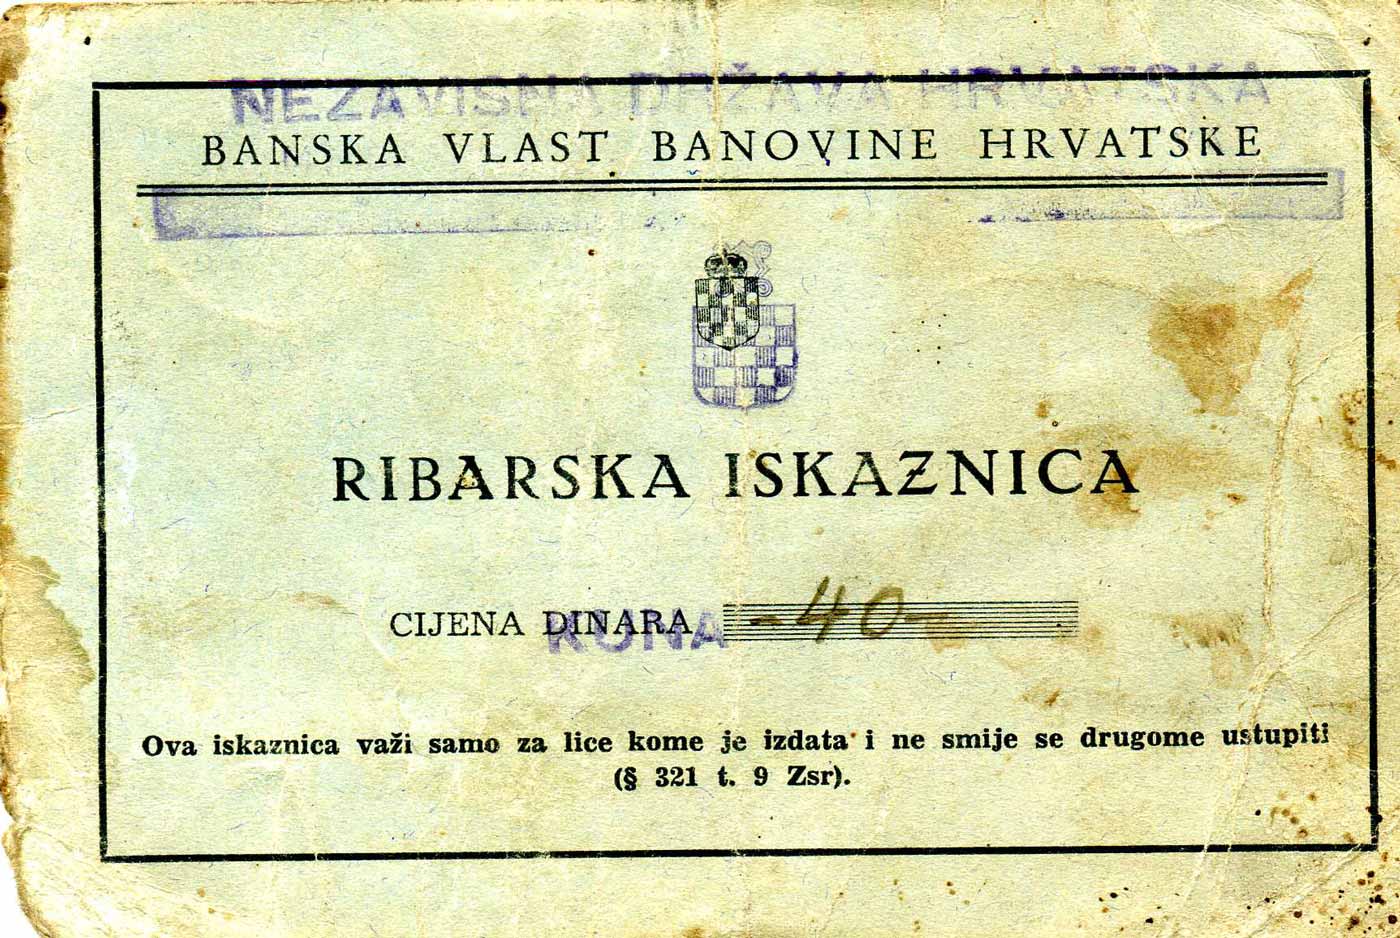 NEZAVISNA DRŽAVA HRVATSKA
BANSKA VLAST BANOVINE HRVATSKE
RIBARSKA ISKAZNICA
CIJENA DINARA -40-
KUNA
Ova iskaznica važi samo za lice kome je izdata i ne smije se drugome ustupiti
(§ 321 t. 9 Zsr).